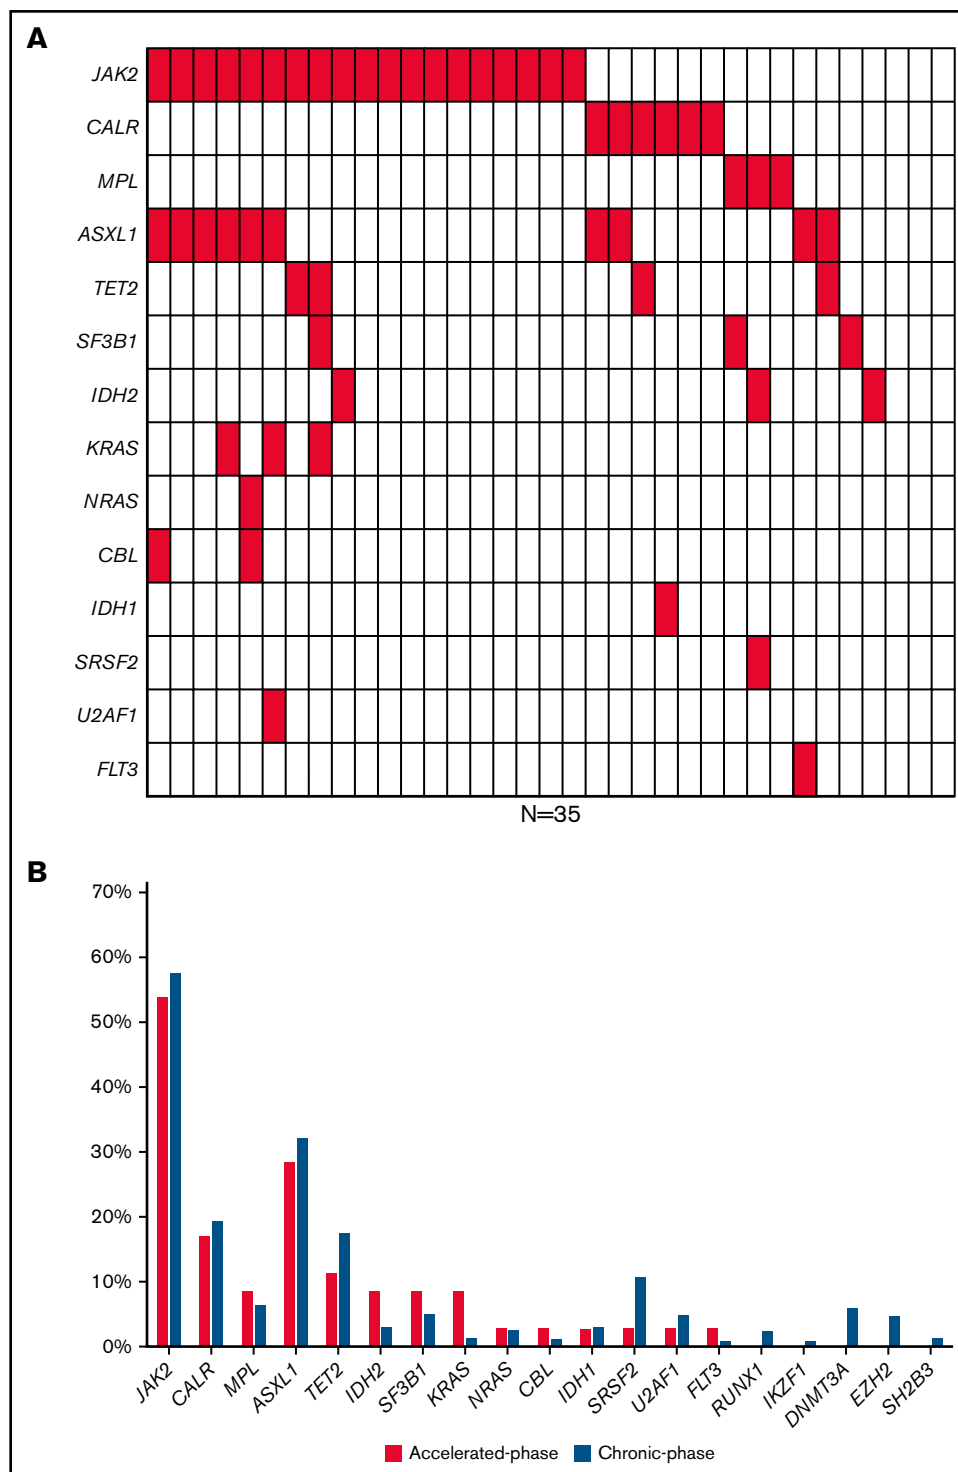 A
JAK2
CALR
MPL
ASXL1
TET2
SF3B1
IDH2
KRAS
NRAS
CBL
IDH1
SRSF2
U2AF1
FLT3
N=35
B
70%
60%
50%
40%
30%
20%
10%
0%
JAK2 CALR MPL ASXL1 TET2 IDH2 SF3B1 KRAS NRAS CBL IDH1 SRSF2 U2AF1 FLT3 RUNX1 IKZF1 DNMT3A EZH2 SH2B3
Accelerated-phase Chronic-phase